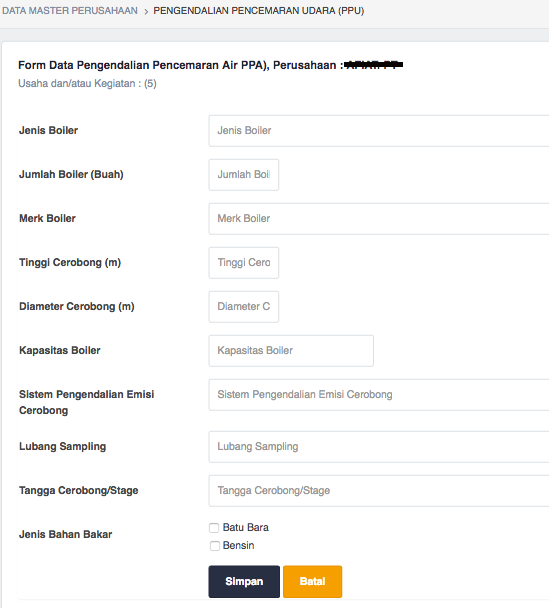 DATA MASTER PERUSAHAAN > PENGENDALIAN PENCEMARAN UDARA (PPU)
Form Data Pengendalian Pencemaran Air PPA), Perusahaan :
Usaha dan/atau Kegiatan : (5)
Jenis Boiler Jenis Boiler
Jumlah Boiler (Buah) Jumlah Boil
Merk Boiler Merk Boiler
Tinggi Cerobong (m) Tinggi Cero
Diameter Cerobong (m) Diameter C
Kapasitas Boiler Kapasitas Boiler
Sistem Pengendalian Emisi Sistem Pengendalian Emisi Cerobong
Cerobong
Lubang Sampling Lubang Sampling
Tangga Cerobong/Stage Tangga Cerobong/Stage
Jenis Bahan Bakar Batu Bara
Bensin
Simpan Batal